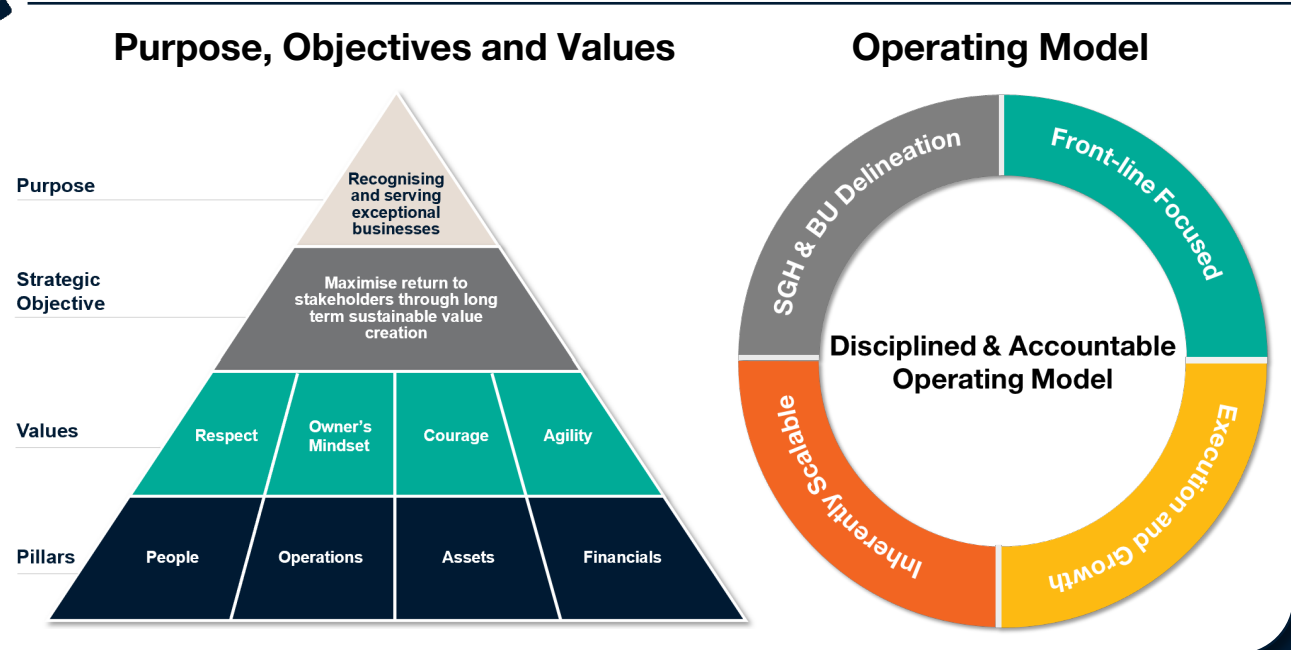 Purpose, Objectives and Values
Purpose
Recognising
and serving
exceptional
businesses
Strategic
Objective
Maximise return to
stakeholders through long
term sustainable value
creation
Values
Respect
Owner's
Mindset
Courage
Agility
Pillars
People
Operations
Assets
Financials
Operating Model
SGH & BU Delineation
Front-line Focused
Disciplined & Accountable
Operating Model
Inherently Scalable
Execution and Growth